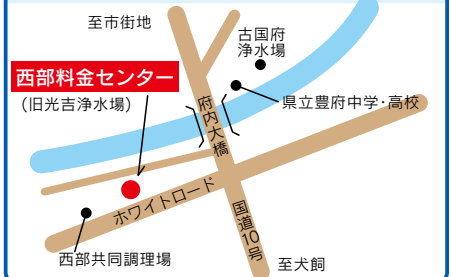 至市街地
古国府
浄水場
西部料金センター
(旧光吉浄水場)
県立豊府中学・高校
府内大橋
ホワイトロード
国道10号
西部共同調理場
至犬飼